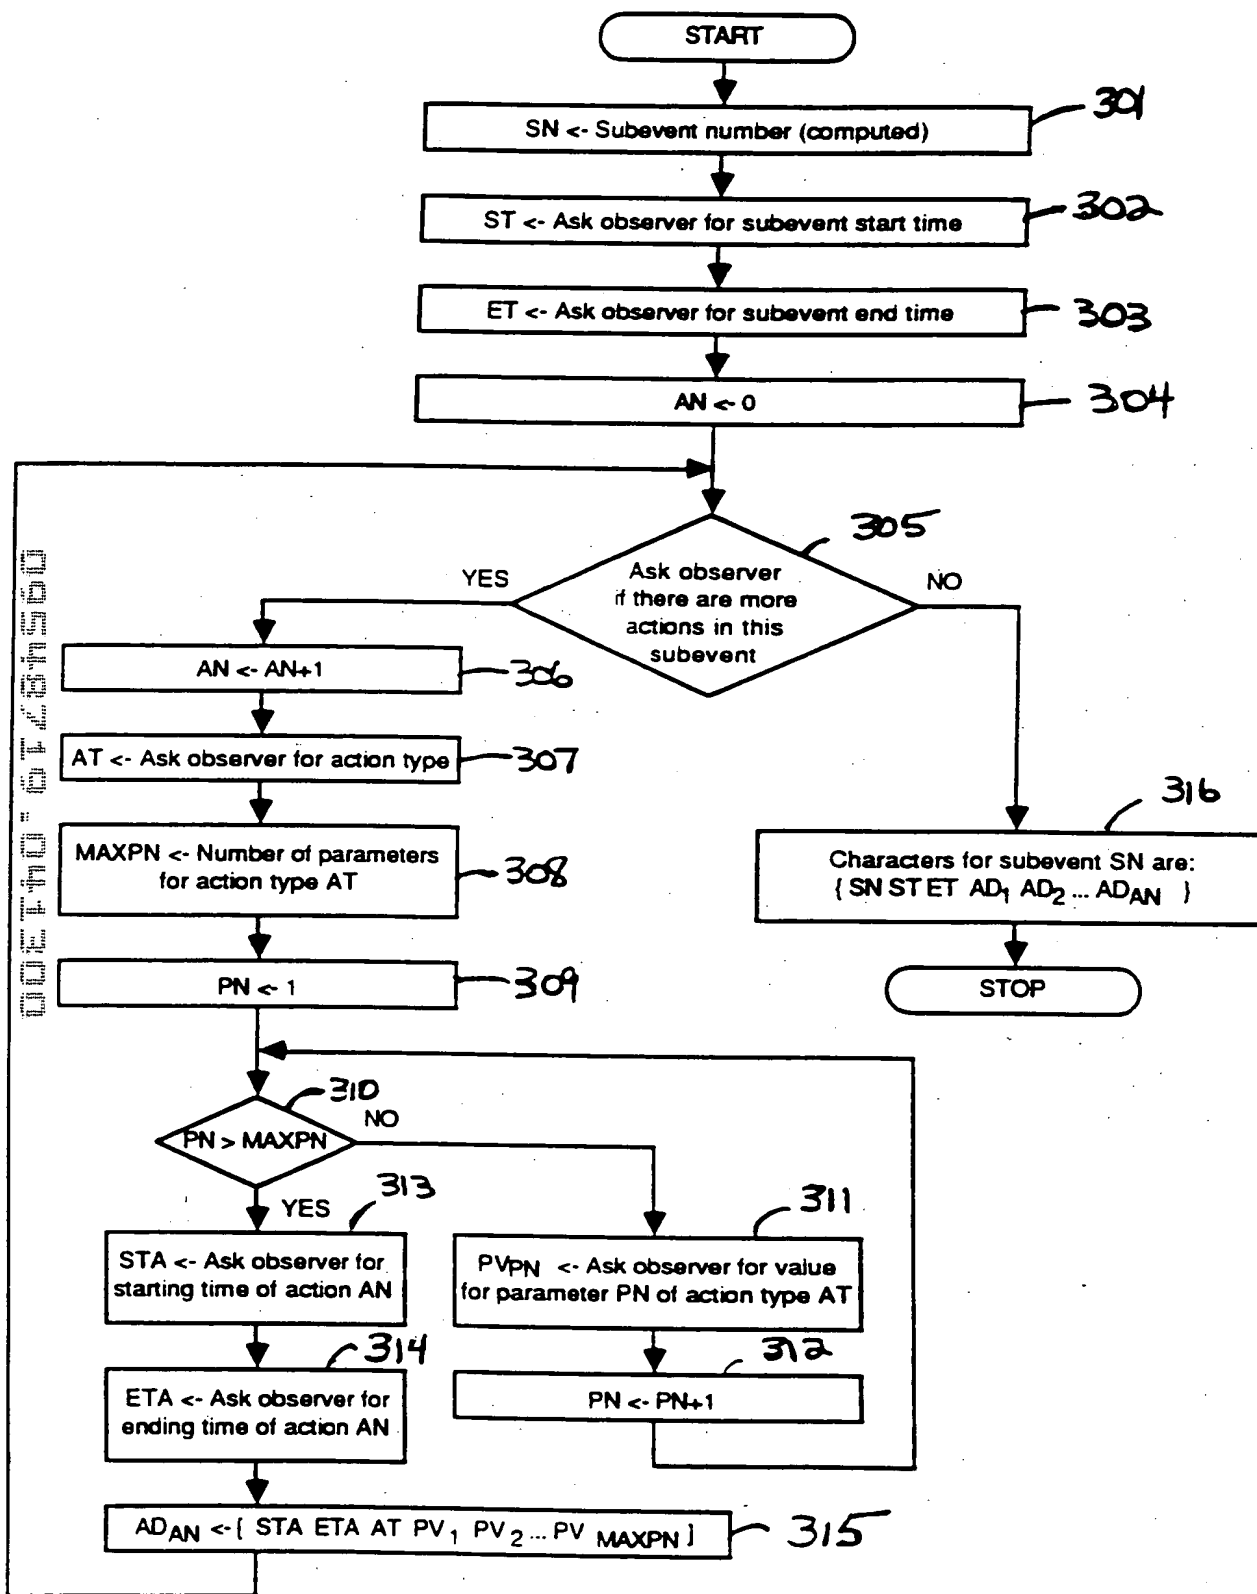 START
SN <- Subevent number (computed)
301
ST <- Ask observer for subevent start time
302
ET <- Ask observer for subevent end time
303
AN <- 0
304
305
Ask observer
if there are more
actions in this
subevent
YES
NO
AN <- AN+1
306
AT <- Ask observer for action type
307
MAXPN <- Number of parameters
for action type AT
308
PN <- 1
309
316
Characters for subevent SN are:
{ SN ST ET AD1 AD2 ... ADAN }
STOP
310
PN > MAXPN
NO
YES
313
STA <- Ask observer for
starting time of action AN
311
PVPN <- Ask observer for value
for parameter PN of action type AT
314
ETA <- Ask observer for
ending time of action AN
312
PN <- PN+1
ADAN <- { STA ETA AT PV1 PV2 ... PV MAXPN }
315
09548719.041300